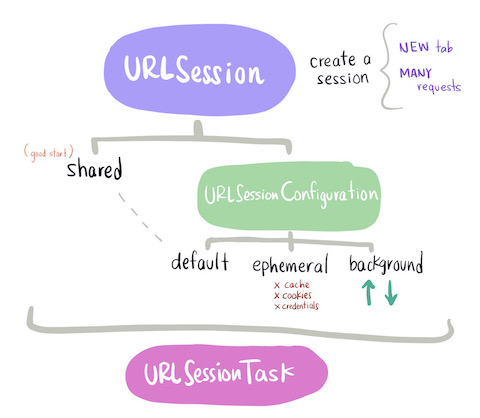 URLSession
create a
session
NEW tab
MANY
requests
(good start)
shared
URLSessionConfiguration
default
ephemeral
background
x cache
x cookies
x credentials
URLSessionTask